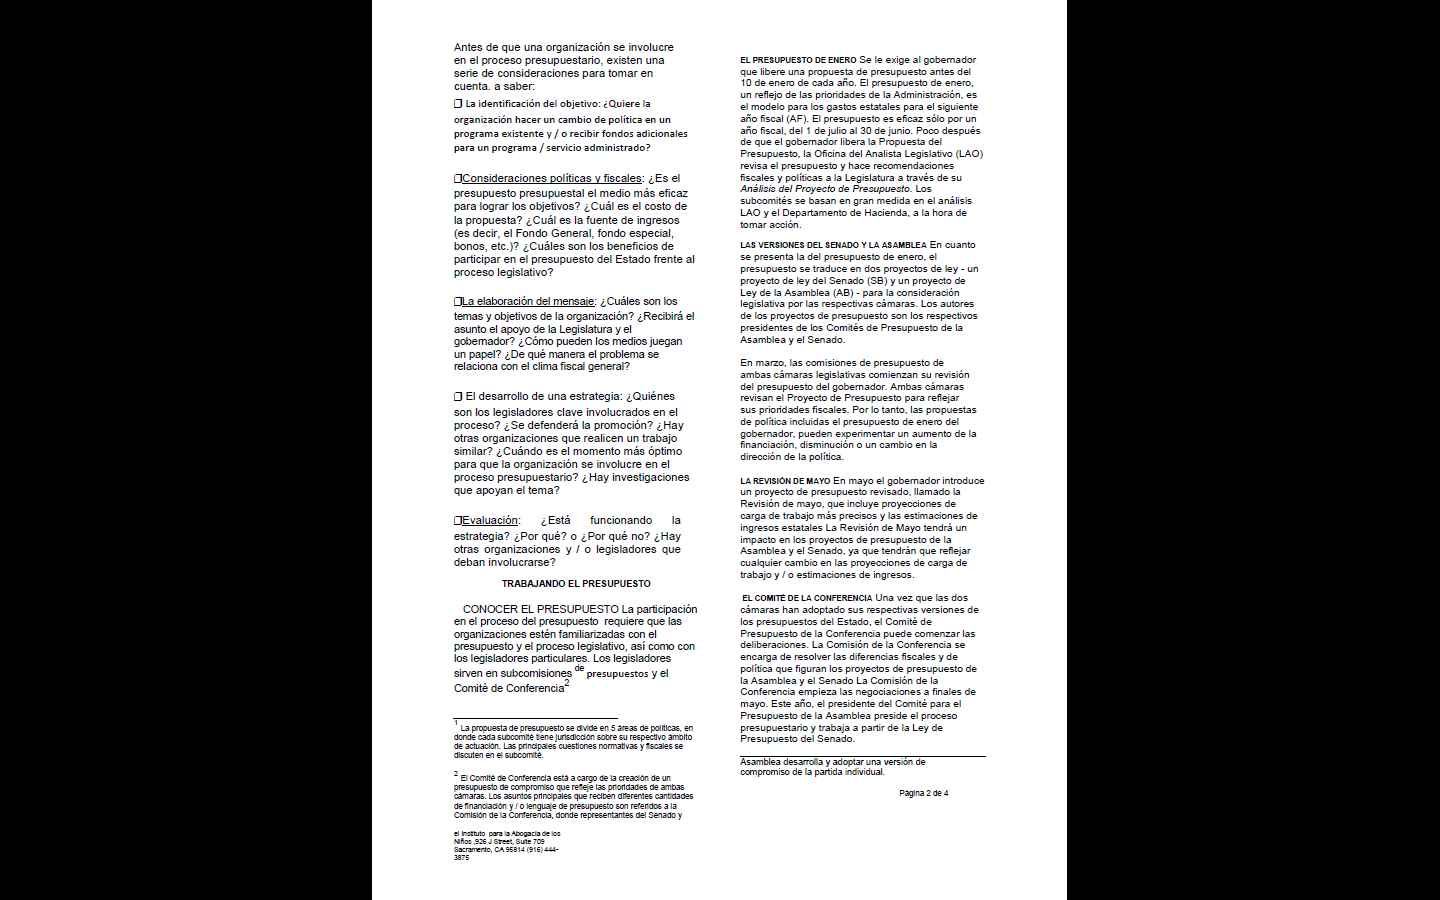 Antes de que una organización se involucre
en el proceso presupuestario, existen una
serie de consideraciones para tomar en
cuenta. a saber:
❒ La identificación del objetivo: ¿Quiere la
organización hacer un cambio de política en un
programa existente y / o recibir fondos adicionales
para un programa / servicio administrado?
❒Consideraciones políticas y fiscales: ¿Es el
presupuesto presupuestal el medio más eficaz
para lograr los objetivos? ¿Cuál es el costo de
la propuesta? ¿Cuál es la fuente de ingresos
(es decir, el Fondo General, fondo especial,
bonos, etc.)? ¿Cuáles son los beneficios de
participar en el presupuesto del Estado frente al
proceso legislativo?
❒La elaboración del mensaje: ¿Cuáles son los
temas y objetivos de la organización? ¿Recibirá el
asunto el apoyo de la Legislatura y el
gobernador? ¿Cómo pueden los medios juegan
un papel? ¿De qué manera el problema se
relaciona con el clima fiscal general?
❒ El desarrollo de una estrategia: ¿Quiénes
son los legisladores clave involucrados en el
proceso? ¿Se defenderá la promoción? ¿Hay
otras organizaciones que realicen un trabajo
similar? ¿Cuándo es el momento más óptimo
para que la organización se involucre en el
proceso presupuestario? ¿Hay investigaciones
que apoyan el tema?
❒Evaluación: ¿Está funcionando la
estrategia? ¿Por qué? o ¿Por qué no? ¿Hay
otras organizaciones y / o legisladores que
deban involucrarse?
TRABAJANDO EL PRESUPUESTO
CONOCER EL PRESUPUESTO La participación
en el proceso del presupuesto requiere que las
organizaciones estén familiarizadas con el
presupuesto y el proceso legislativo, así como con
los legisladores particulares. Los legisladores
sirven en subcomisiones de presupuestos y el
Comité de Conferencia2
1 La propuesta de presupuesto se divide en 5 áreas de políticas, en
donde cada subcomité tiene jurisdicción sobre su respectivo ámbito
de actuación. Las principales cuestiones normativas y fiscales se
discuten en el subcomité.
2 El Comité de Conferencia está a cargo de la creación de un
presupuesto de compromiso que refleje las prioridades de ambas
cámaras. Los asuntos principales que reciben diferentes cantidades
de financiación y / o lenguaje de presupuesto son referidos a la
Comisión de la Conferencia, donde representantes del Senado y
el Instituto para la Abogacía de los
Niños ,926 J Street, Suite 709
Sacramento, CA 95814 (916) 444-
3875
EL PRESUPUESTO DE ENERO Se le exige al gobernador
que libere una propuesta de presupuesto antes del
10 de enero de cada año. El presupuesto de enero,
un reflejo de las prioridades de la Administración, es
el modelo para los gastos estatales para el siguiente
año fiscal (AF). El presupuesto es eficaz sólo por un
año fiscal, del 1 de julio al 30 de junio. Poco después
de que el gobernador libera la Propuesta del
Presupuesto, la Oficina del Analista Legislativo (LAO)
revisa el presupuesto y hace recomendaciones
fiscales y políticas a la Legislatura a través de su
Análisis del Proyecto de Presupuesto. Los
subcomités se basan en gran medida en el análisis
LAO y el Departamento de Hacienda, a la hora de
tomar acción.
LAS VERSIONES DEL SENADO Y LA ASAMBLEA En cuanto
se presenta la del presupuesto de enero, el
presupuesto se traduce en dos proyectos de ley - un
proyecto de ley del Senado (SB) y un proyecto de
Ley de la Asamblea (AB) - para la consideración
legislativa por las respectivas cámaras. Los autores
de los proyectos de presupuesto son los respectivos
presidentes de los Comités de Presupuesto de la
Asamblea y el Senado.
En marzo, las comisiones de presupuesto de
ambas cámaras legislativas comienzan su revisión
del presupuesto del gobernador. Ambas cámaras
revisan el Proyecto de Presupuesto para reflejar
sus prioridades fiscales. Por lo tanto, las propuestas
de política incluidas el presupuesto de enero del
gobernador, pueden experimentar un aumento de la
financiación, disminución o un cambio en la
dirección de la política.
LA REVISIÓN DE MAYO En mayo el gobernador introduce
un proyecto de presupuesto revisado, llamado la
Revisión de mayo, que incluye proyecciones de
carga de trabajo más precisos y las estimaciones de
ingresos estatales La Revisión de Mayo tendrá un
impacto en los proyectos de presupuesto de la
Asamblea y el Senado, ya que tendrán que reflejar
cualquier cambio en las proyecciones de carga de
trabajo y / o estimaciones de ingresos.
EL COMITÉ DE LA CONFERENCIA Una vez que las dos
cámaras han adoptado sus respectivas versiones de
los presupuestos del Estado, el Comité de
Presupuesto de la Conferencia puede comenzar las
deliberaciones. La Comisión de la Conferencia se
encarga de resolver las diferencias fiscales y de
política que figuran los proyectos de presupuesto de
la Asamblea y el Senado La Comisión de la
Conferencia empieza las negociaciones a finales de
mayo. Este año, el presidente del Comité para el
Presupuesto de la Asamblea preside el proceso
presupuestario y trabaja a partir de la Ley de
Presupuesto del Senado.
Asamblea desarrolla y adoptar una versión de
compromiso de la partida individual.
Página 2 de 4